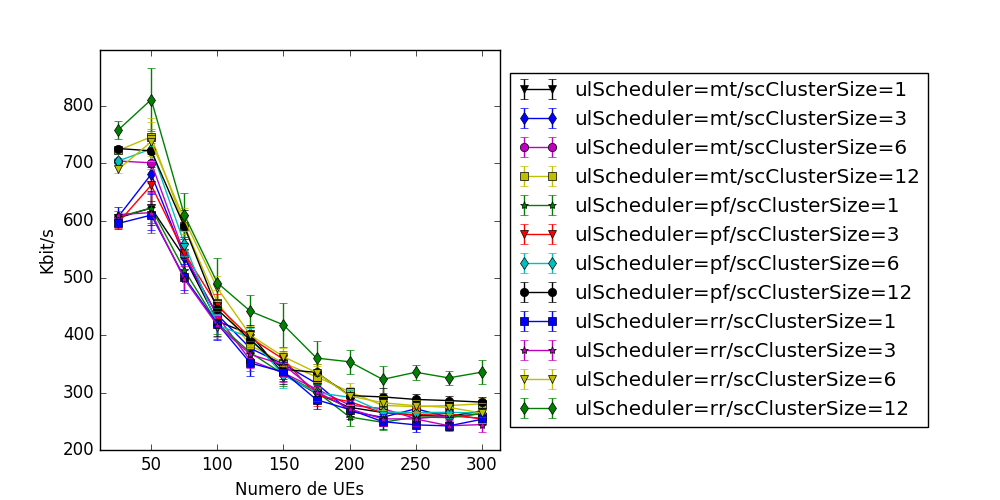 800
700
600
500
400
300
200
Kbit/s
50
100
150
200
250
300
Numero de UEs
ulScheduler=mt/scClusterSize=1
ulScheduler=mt/scClusterSize=3
ulScheduler=mt/scClusterSize=6
ulScheduler=mt/scClusterSize=12
ulScheduler=pf/scClusterSize=1
ulScheduler=pf/scClusterSize=3
ulScheduler=pf/scClusterSize=6
ulScheduler=pf/scClusterSize=12
ulScheduler=rr/scClusterSize=1
ulScheduler=rr/scClusterSize=3
ulScheduler=rr/scClusterSize=6
ulScheduler=rr/scClusterSize=12